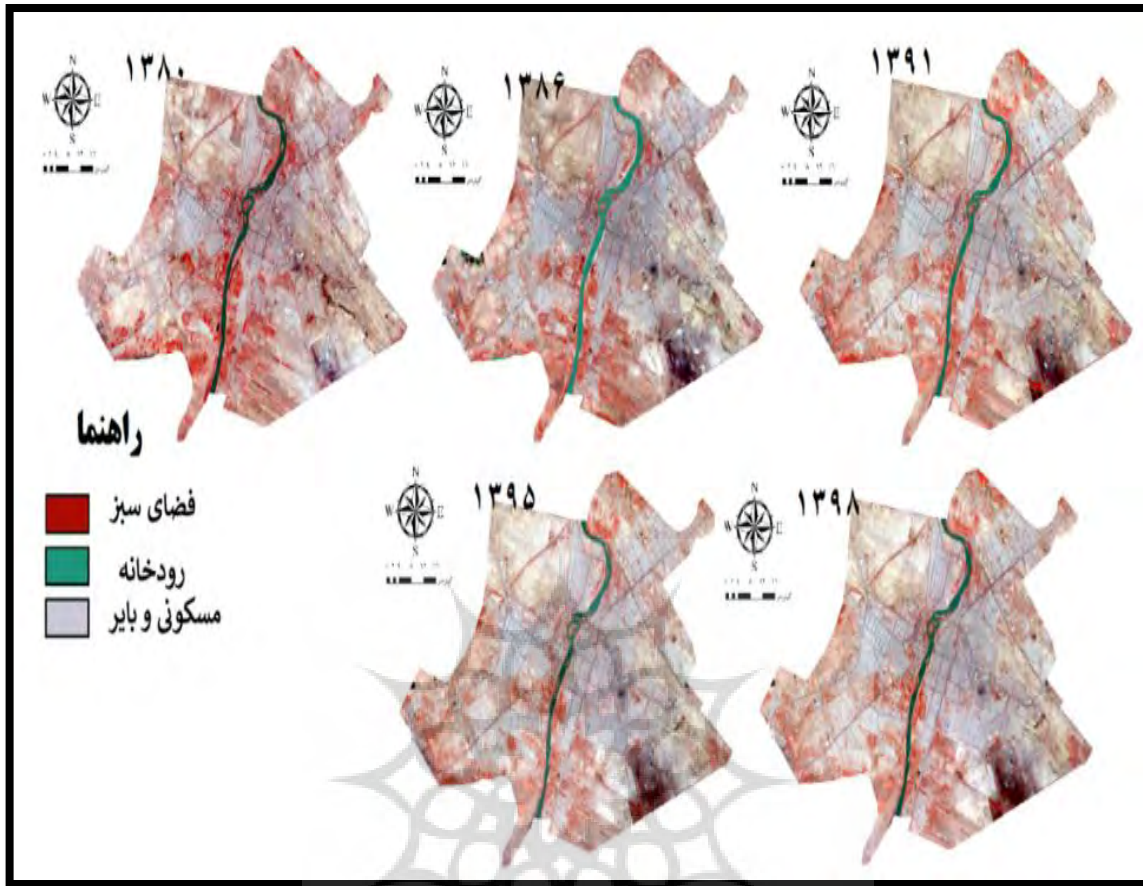 ۱۳۸۰
۱۳۸۶
۱۳۹۱
N
W E
S
N
W E
S
N
W E
S
راهنما
فضای سبز
رودخانه
مسکونی و بایر
۱۳۹۵
۱۳۹۸
N
W E
S
N
W E
S